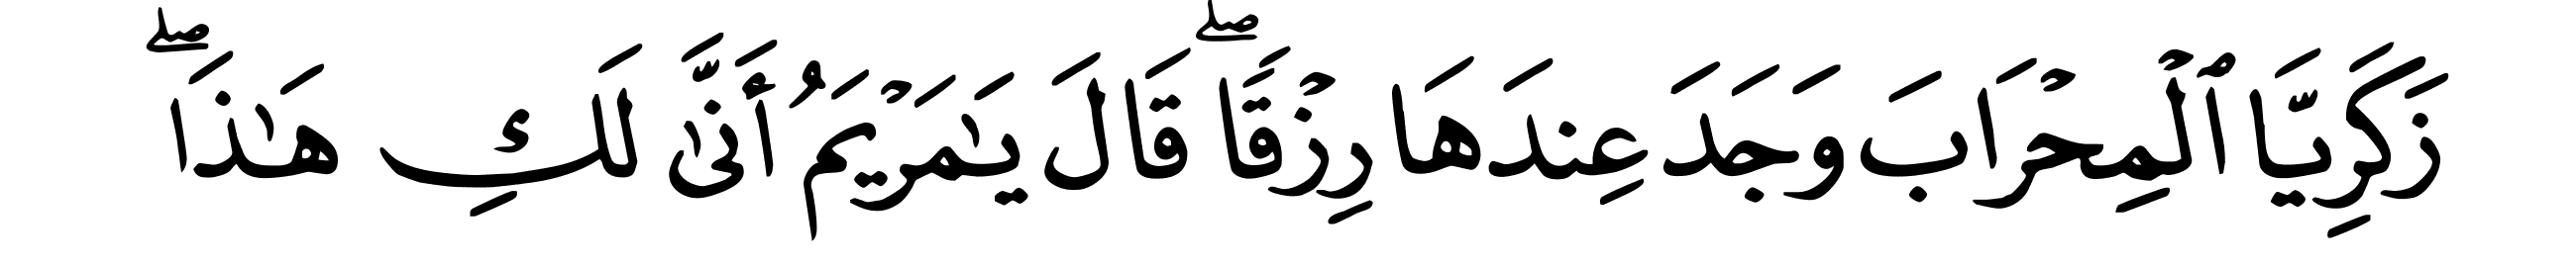 زَكَرِيَّا ٱلْمِحْرَابَ وَجَدَ عِندَهَا رِزْقًاۖ قَالَ يَٰمَرْيَمُ أَنَّىٰ لَكِ هَٰذَاۖ